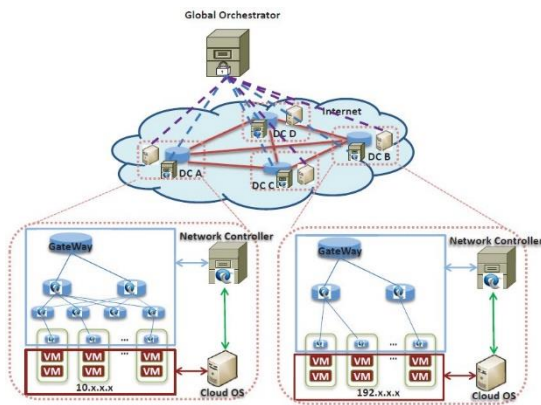 Global Orchestrator
Internet
DC D
DC B
DC A
DC C
GateWay
Network Controller
...
VM VM VM
...
VM VM VM
10.x.x.x
Cloud OS
GateWay
Network Controller
...
VM VM VM
...
VM VM VM
192.x.x.x
Cloud OS